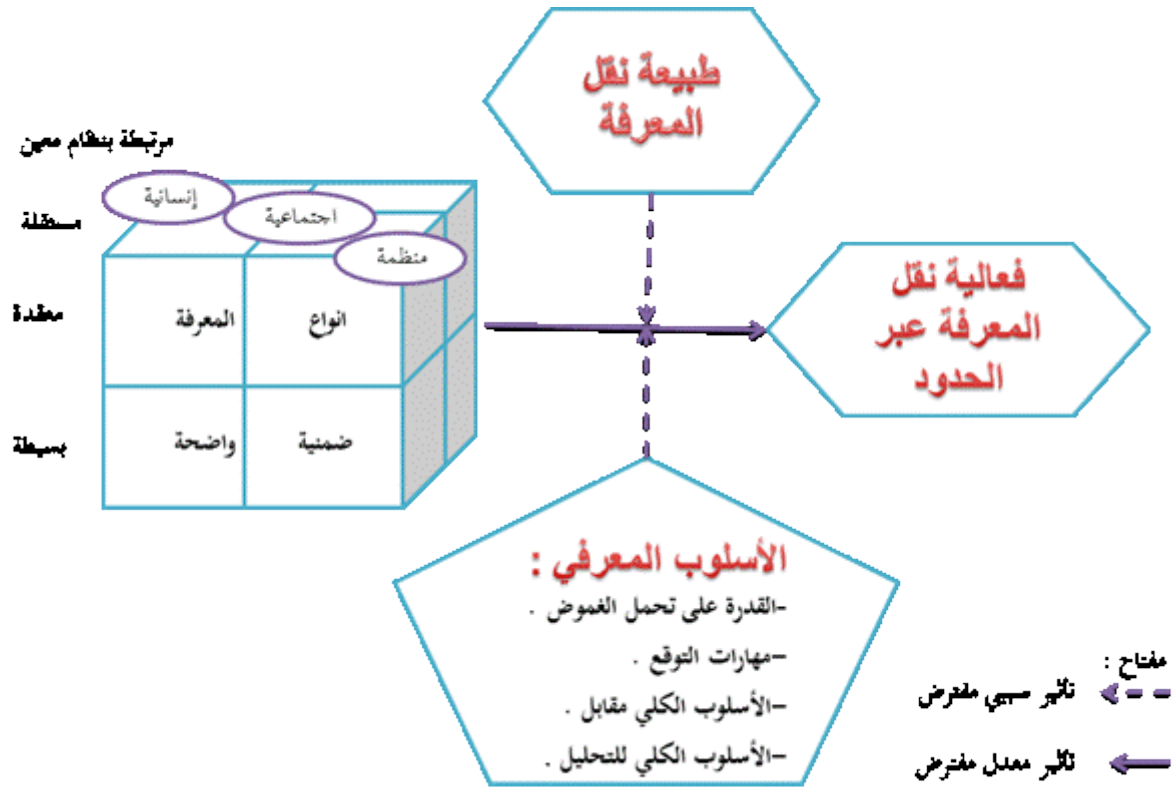 طبيعة نقل
المعرفة
مرتبطة بنظام معين
إنسانية
اجتماعية
منظمة
مستقلة
معقدة
بسيطة
انواع
المعرفة
ضمنية
واضحة
فعالية نقل
المعرفة عبر
الحدود
الأسلوب المعرفي :
-القدرة على تحمل الغموض .
-مهارات التوقع .
-الأسلوب الكلي مقابل .
-الأسلوب الكلي للتحليل .
مفتاح :
تأثير سببي مفترض
تأثير معدل مفترض